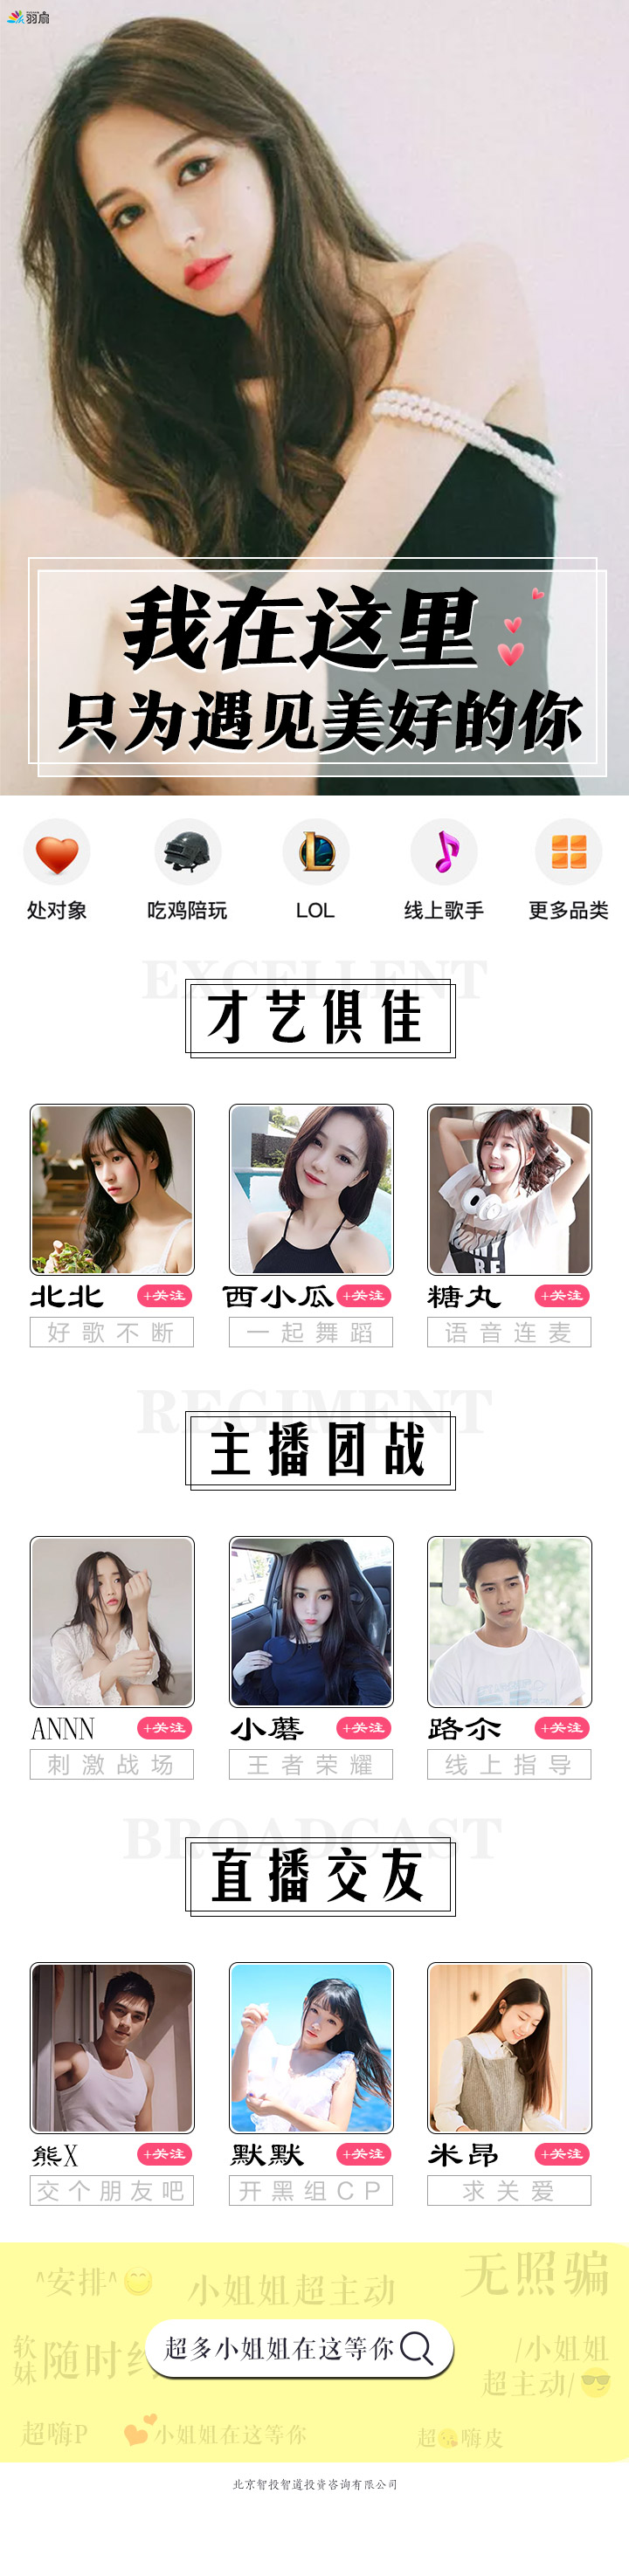 羽扇
我在这里
只为遇见美好的你
处对象 吃鸡陪玩 LOL 线上歌手 更多品类
EXCELLENT
才艺俱佳
北北 +关注 西小瓜 +关注 糖丸 +关注
好歌不断 一起舞蹈 语音连麦
REGIMENT
主播团战
ANNN +关注 小蘑 +关注 路尒 +关注
刺激战场 王者荣耀 线上指导
BROADCAST
直播交友
熊X +关注 默默 +关注 米昂 +关注
交个朋友吧 开黑组CP 求关爱
^安排^ 小姐姐超主动 无照骗
软妹 随时约 超多小姐姐在这等你 /小姐姐
超主动/
超嗨P 小姐姐在这等你 超嗨皮
北京智投智道投资咨询有限公司